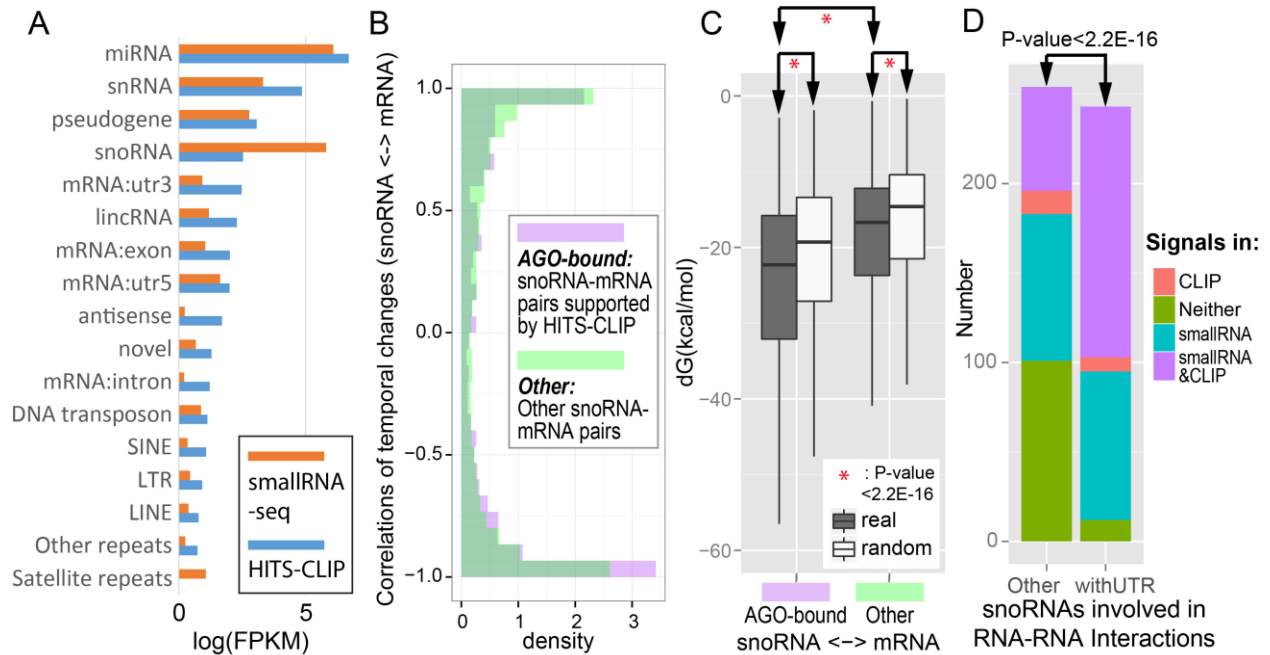 A
miRNA
snRNA
pseudogene
snoRNA
mRNA:utr3
lincRNA
mRNA:exon
mRNA:utr5
antisense
novel
mRNA:intron
DNA transposon
SINE
LTR
LINE
Other repeats
Satellite repeats
0
5
log(FPKM)
smallRNA
-seq
HITS-CLIP
B
Correlations of temporal changes (snoRNA <-> mRNA)
1.0
0.5
0.0
−0.5
−1.0
0
1
2
3
density
AGO-bound:
snoRNA-mRNA
pairs supported
by HITS-CLIP
Other:
Other snoRNA-
mRNA pairs
C
*
*
*
dG(kcal/mol)
0
−20
−40
−60
* : P-value
<2.2E-16
real
random
AGO-bound
Other
snoRNA <−> mRNA
D
P-value<2.2E-16
Number
200
100
0
Other
withUTR
snoRNAs involved in
RNA-RNA Interactions
Signals in:
CLIP
Neither
smallRNA
smallRNA
&CLIP